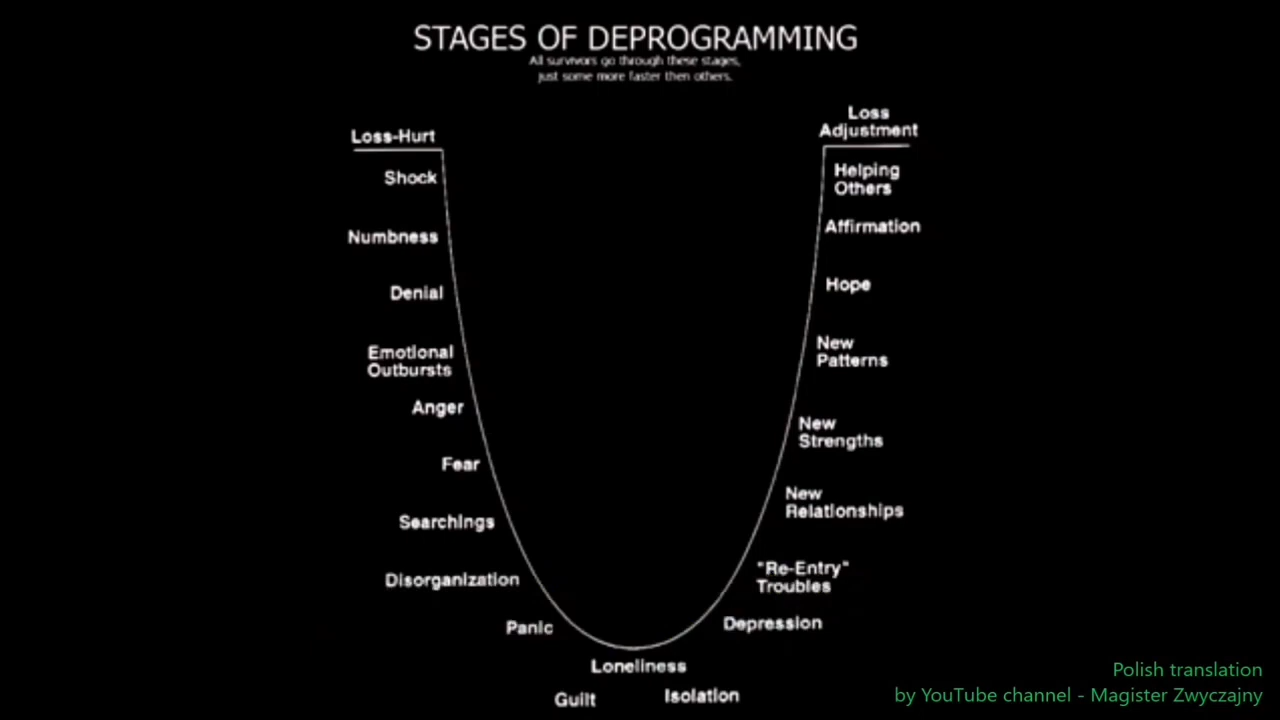 STAGES OF DEPROGRAMMING
All survivors go through these stages,
just some more faster then others.
Loss-Hurt
Shock
Numbness
Denial
Emotional
Outbursts
Anger
Fear
Searchings
Disorganization
Panic
Guilt
Loneliness
Isolation
Depression
"Re-Entry"
Troubles
New
Relationships
New
Strengths
New
Patterns
Hope
Affirmation
Helping
Others
Loss
Adjustment
Polish translation
by YouTube channel - Magister Zwyczajny